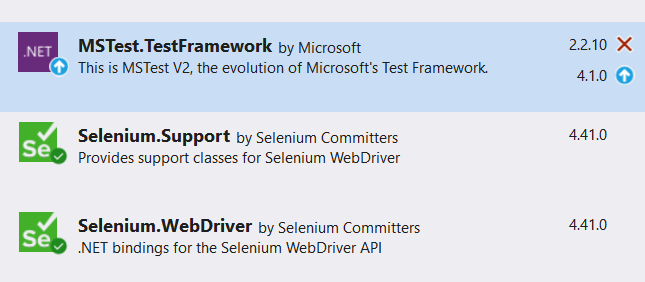 .NET
MSTest.TestFramework by Microsoft 2.2.10
This is MSTest V2, the evolution of Microsoft's Test Framework. 4.1.0
Se
Selenium.Support by Selenium Committers 4.41.0
Provides support classes for Selenium WebDriver
Se
Selenium.WebDriver by Selenium Committers 4.41.0
.NET bindings for the Selenium WebDriver API